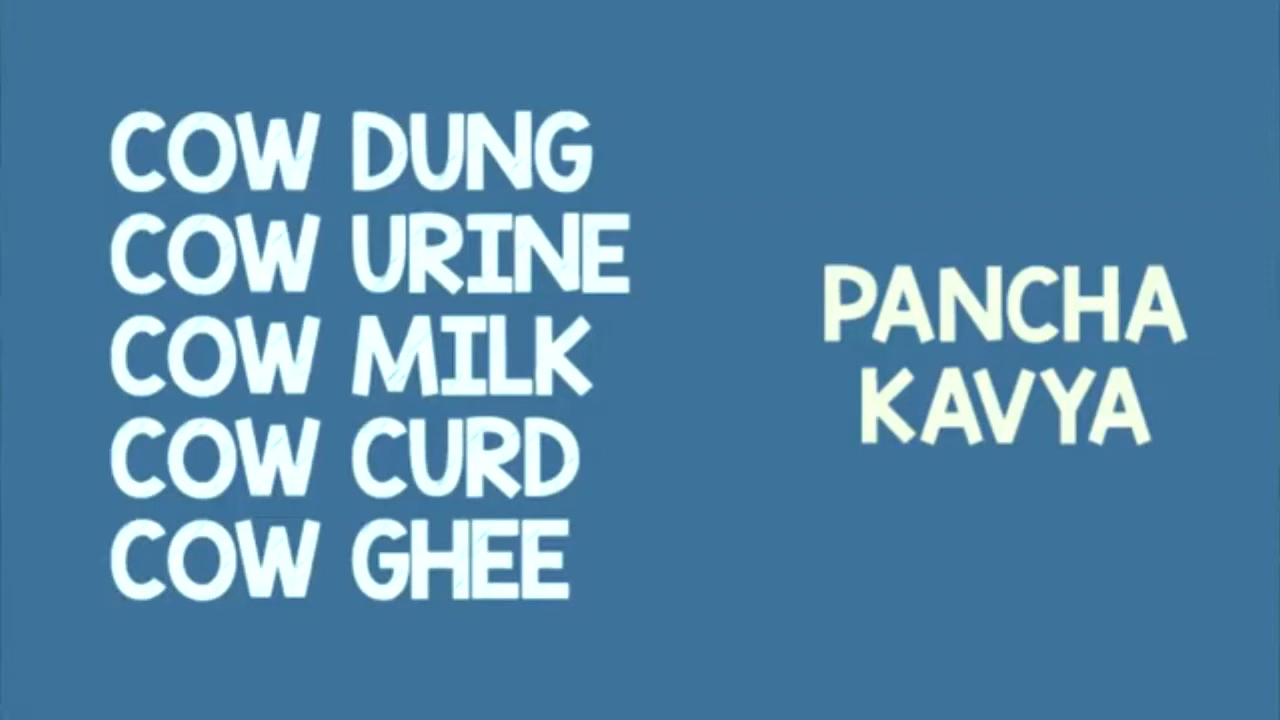 COW DUNG
COW URINE
COW MILK
COW CURD
COW GHEE
PANCHA
KAVYA